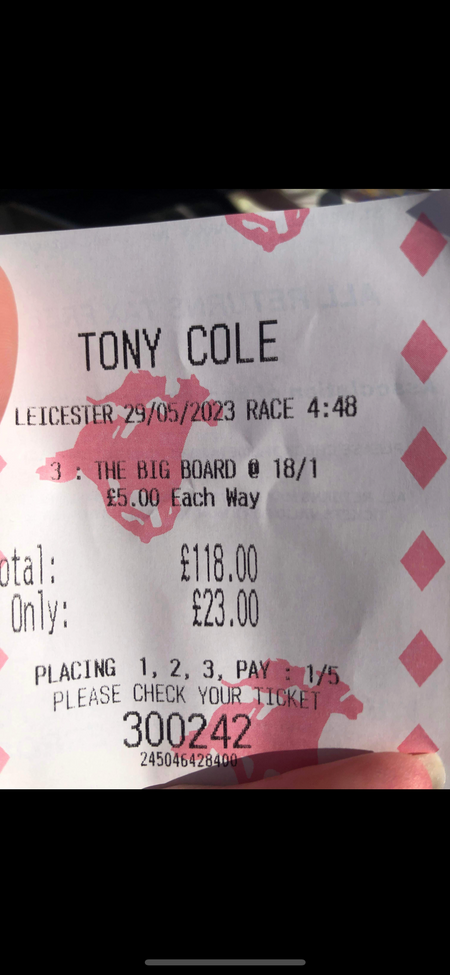 TONY COLE
LEICESTER 29/05/2023 RACE 4:48
3 : THE BIG BOARD @ 18/1
£5.00 Each Way
otal: £118.00
Only: £23.00
PLACING 1, 2, 3, PAY : 1/5
PLEASE CHECK YOUR TICKET
300242
245046428400